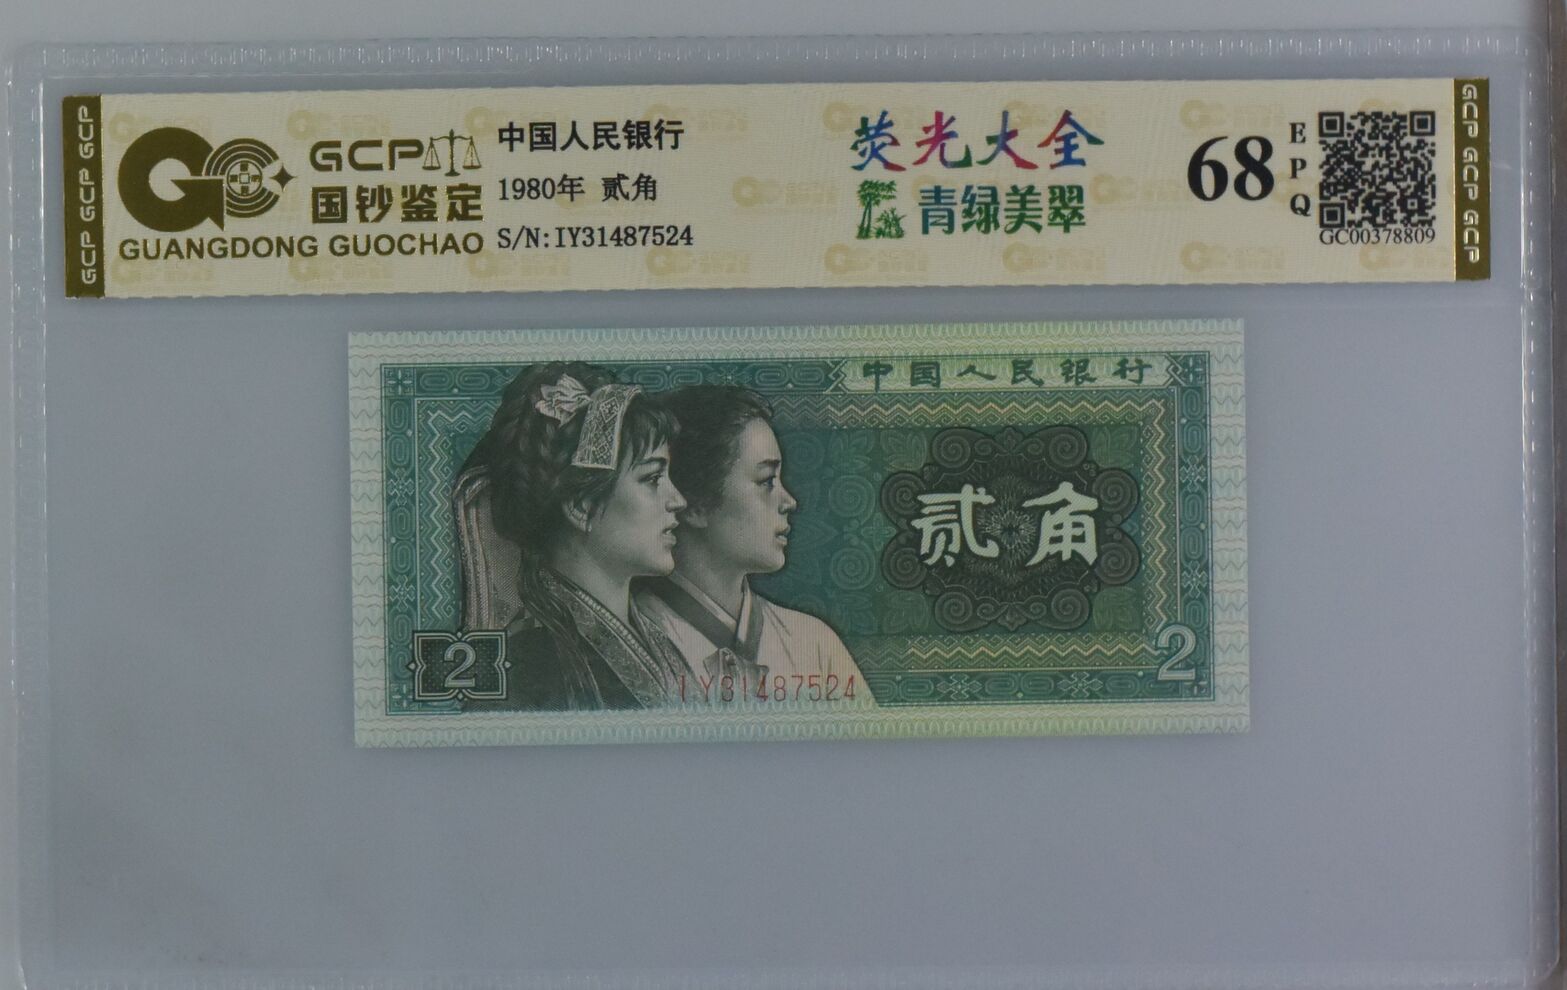 GCP GCP GCP
GCP
国钞鉴定
GUANGDONG GUOCHAO
中国人民银行
1980年 贰角
S/N:IY31487524
荧光大全
青绿美翠
68
EPQ
GC00378809
GCP GCP GCP
中国人民银行
贰角
2
2
IY31487524